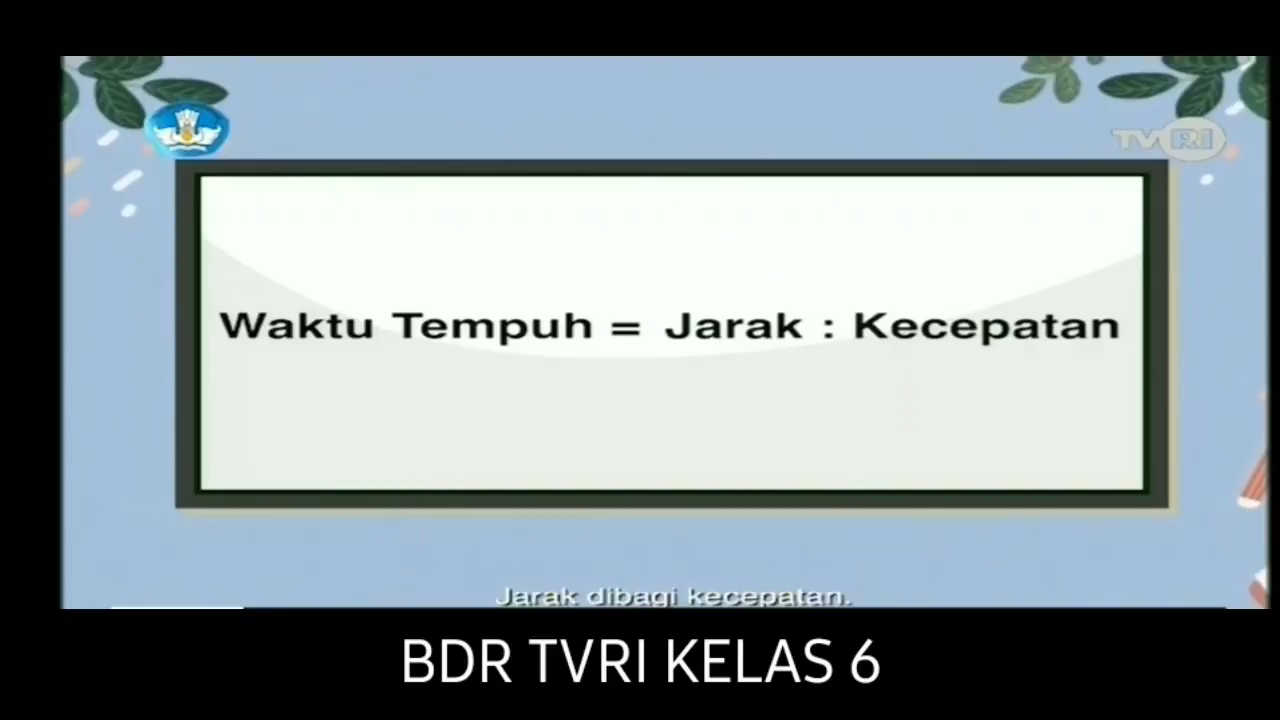 TVRI
Waktu Tempuh = Jarak : Kecepatan
Jarak dibagi kecepatan.
BDR TVRI KELAS 6